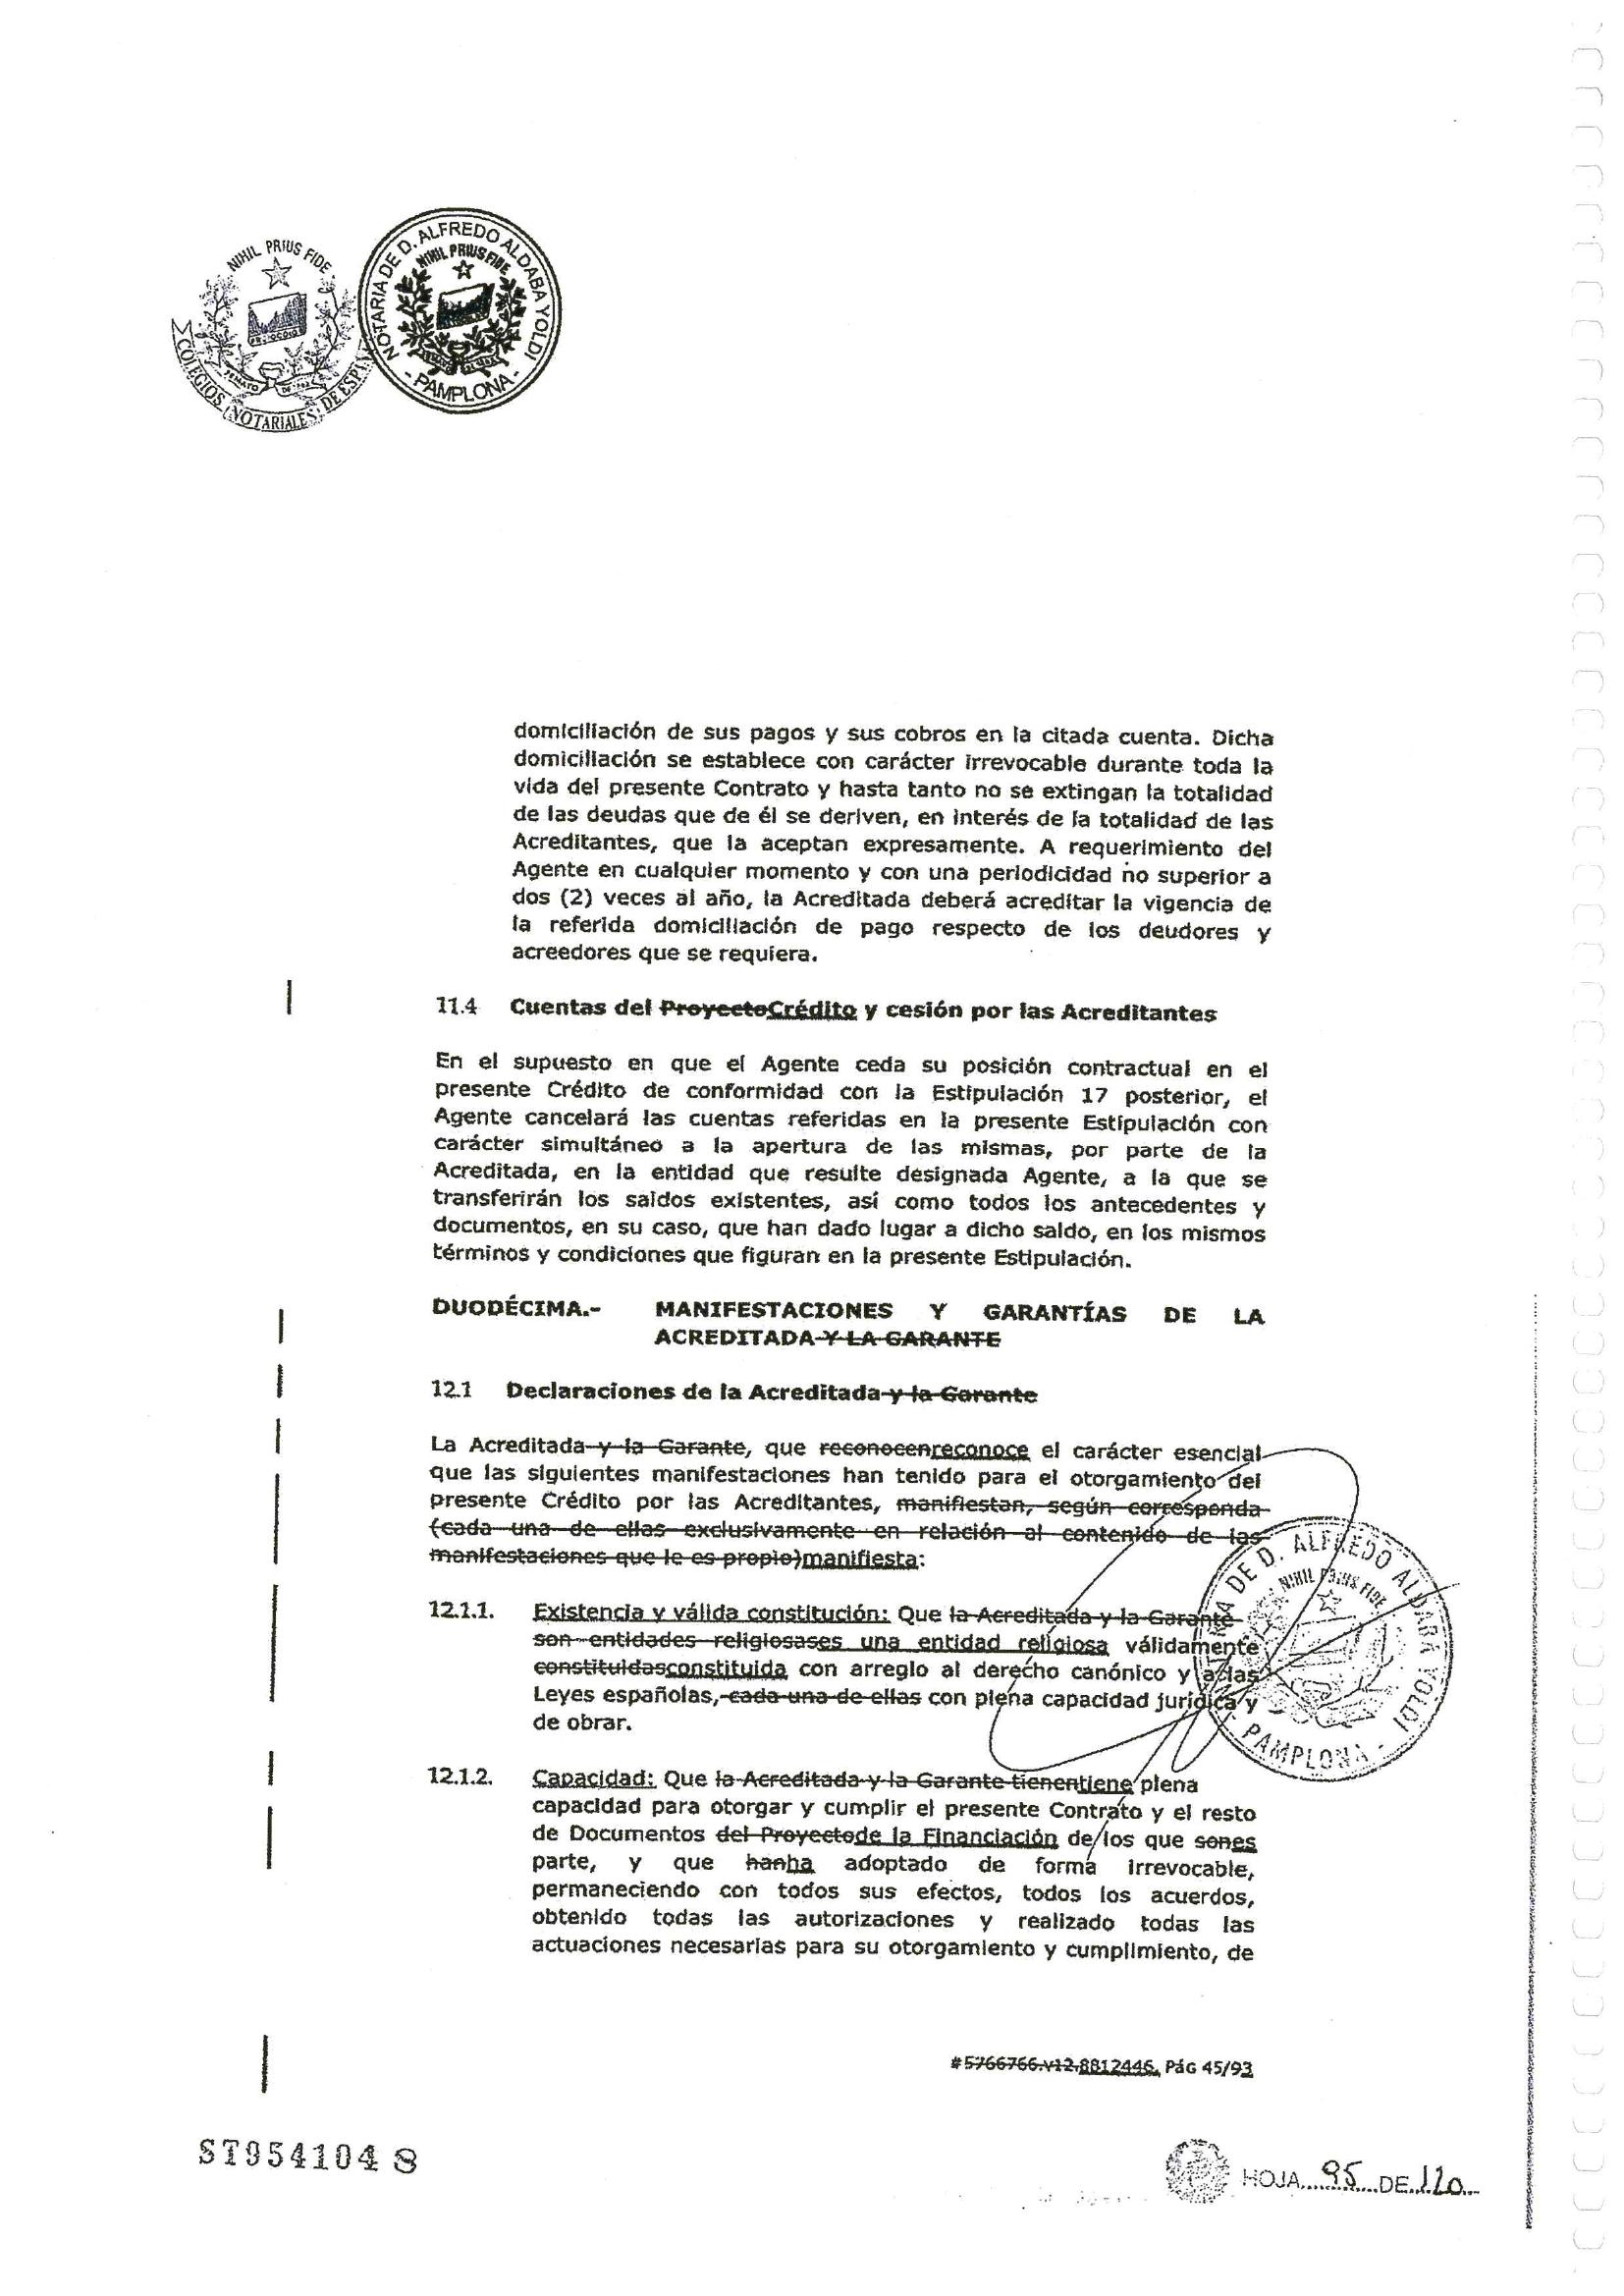 NIHIL PRIUS FIDE
COLEGIOS NOTARIALES DE
NOTARIA DE D. ALFREDO ALDABA YOLDI
NIHIL PRIUS FIDE
- PAMPLONA -
domiciliación de sus pagos y sus cobros en la citada cuenta. Dicha
domiciliación se establece con carácter irrevocable durante toda la
vida del presente Contrato y hasta tanto no se extingan la totalidad
de las deudas que de él se deriven, en interés de la totalidad de las
Acreditantes, que la aceptan expresamente. A requerimiento del
Agente en cualquier momento y con una periodicidad no superior a
dos (2) veces al año, la Acreditada deberá acreditar la vigencia de
la referida domiciliación de pago respecto de los deudores y
acreedores que se requiera.
11.4 Cuentas del ProyectoCrédito y cesión por las Acreditantes
En el supuesto en que el Agente ceda su posición contractual en el
presente Crédito de conformidad con la Estipulación 17 posterior, el
Agente cancelará las cuentas referidas en la presente Estipulación con
carácter simultáneo a la apertura de las mismas, por parte de la
Acreditada, en la entidad que resulte designada Agente, a la que se
transferirán los saldos existentes, así como todos los antecedentes y
documentos, en su caso, que han dado lugar a dicho saldo, en los mismos
términos y condiciones que figuran en la presente Estipulación.
DUODÉCIMA.- MANIFESTACIONES Y GARANTÍAS DE LA
ACREDITADA Y LA GARANTE
12.1 Declaraciones de la Acreditada y la Garante
La Acreditada y la Garante, que reconocenreconoce el carácter esencial
que las siguientes manifestaciones han tenido para el otorgamiento del
presente Crédito por las Acreditantes, manifiestan, según corresponda
(cada una de ellas exclusivamente en relación al contenido de las
manifestaciones que le es propio)manifiesta:
12.1.1. Existencia y válida constitución: Que la Acreditada y la Garante
son entidades religiosases una entidad religiosa válidamente
constituidasconstituida con arreglo al derecho canónico y a las
Leyes españolas, cada una de ellas con plena capacidad jurídica y
de obrar.
12.1.2. Capacidad: Que la Acreditada y la Garante tienentiene plena
capacidad para otorgar y cumplir el presente Contrato y el resto
de Documentos del Proyectode la Financiación de los que sones
parte, y que hanha adoptado de forma irrevocable,
permaneciendo con todos sus efectos, todos los acuerdos,
obtenido todas las autorizaciones y realizado todas las
actuaciones necesarias para su otorgamiento y cumplimiento, de
DE D. ALFREDO ALDABA YOLDI
NIHIL PRIUS FIDE
PAMPLONA -
#5766766.v12.8812446. PÁG 45/93
ST954104 8
HOJA 95 DE 110